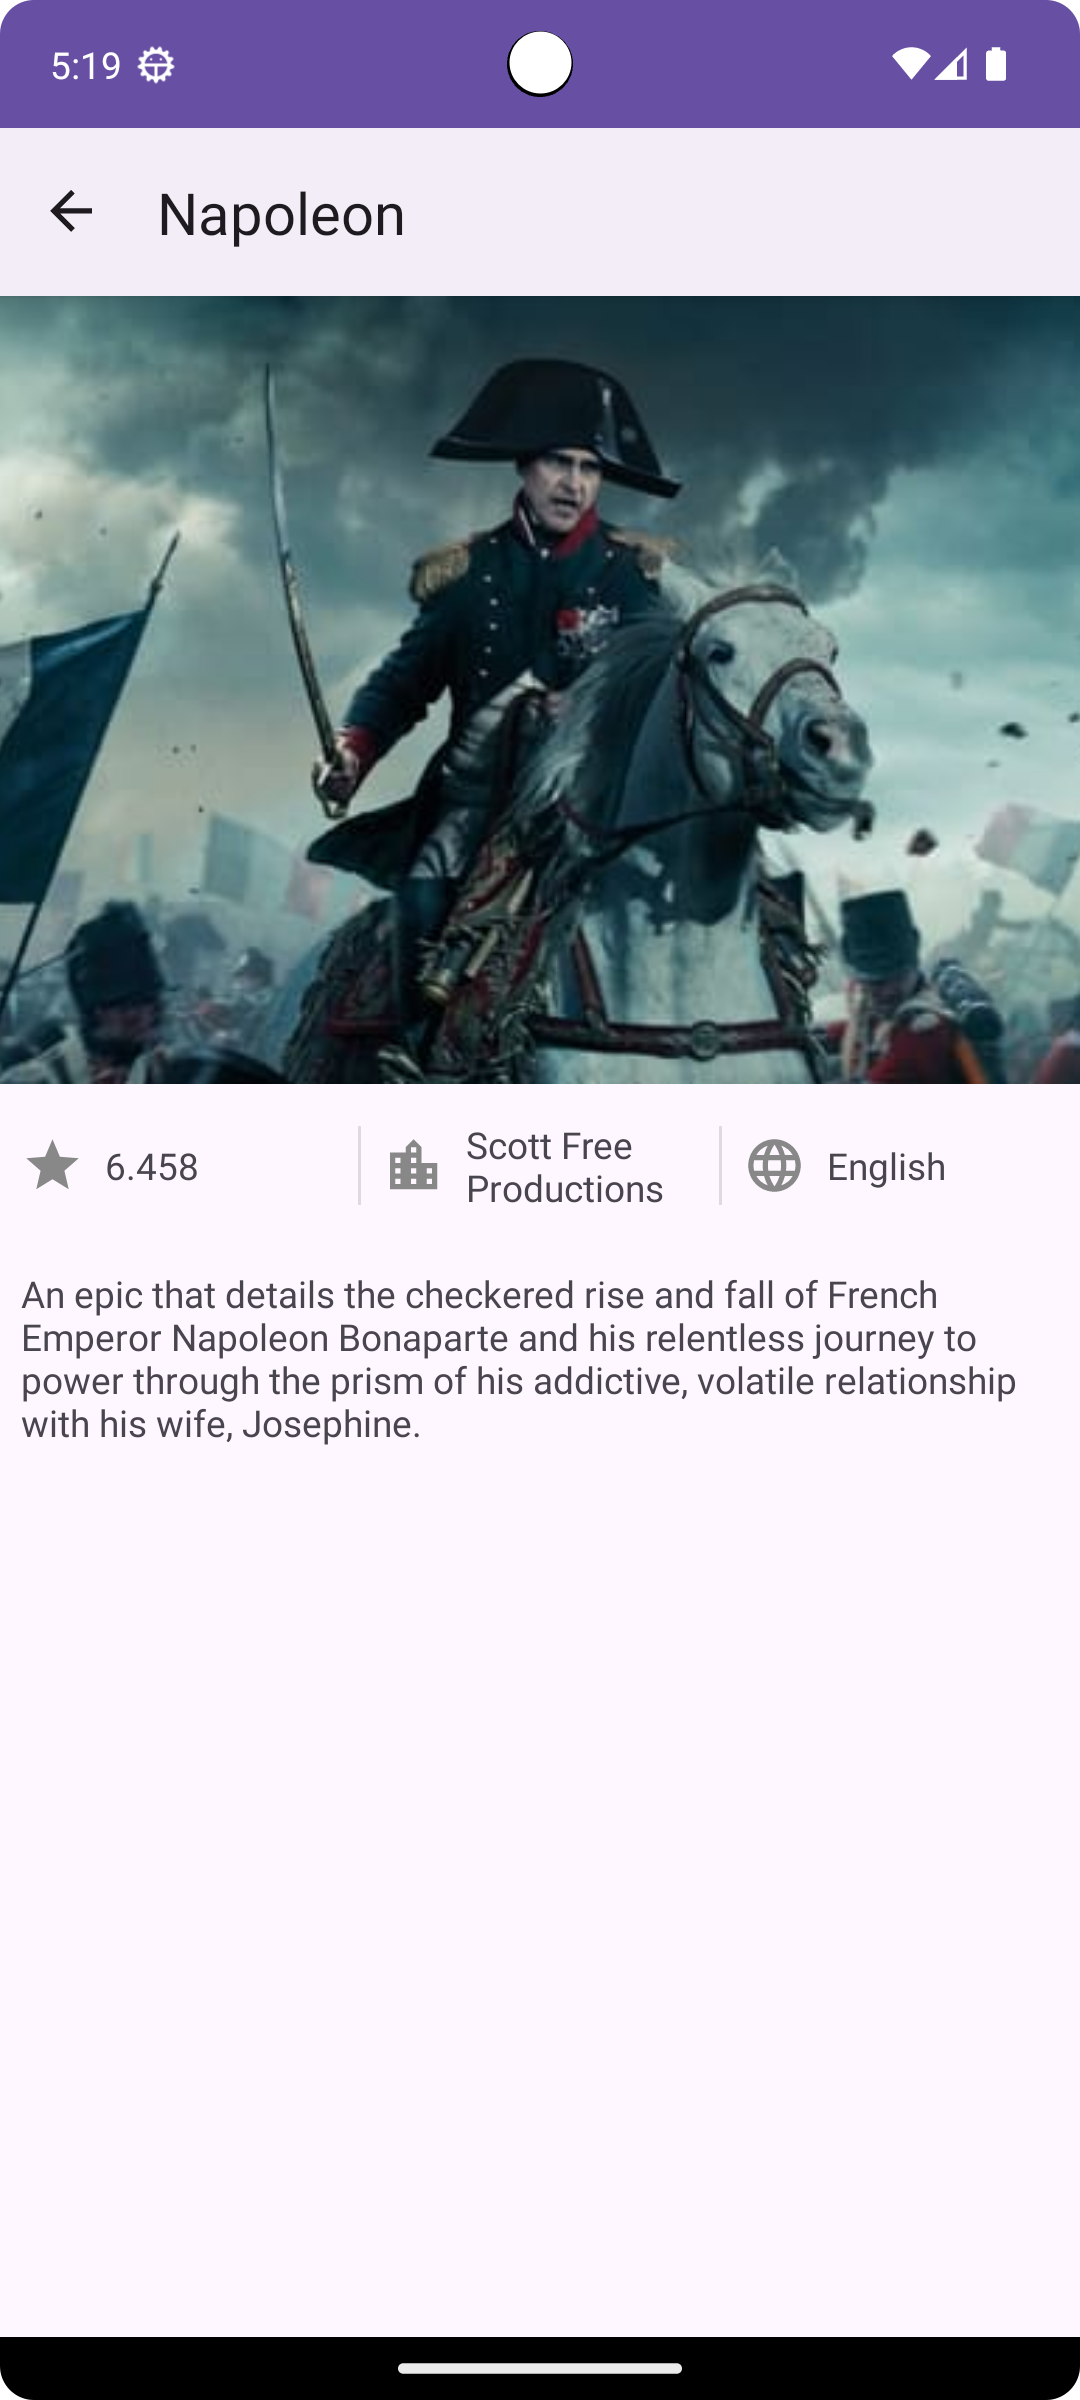 5:19
Napoleon
6.458
Scott Free
Productions
English
An epic that details the checkered rise and fall of French
Emperor Napoleon Bonaparte and his relentless journey to
power through the prism of his addictive, volatile relationship
with his wife, Josephine.